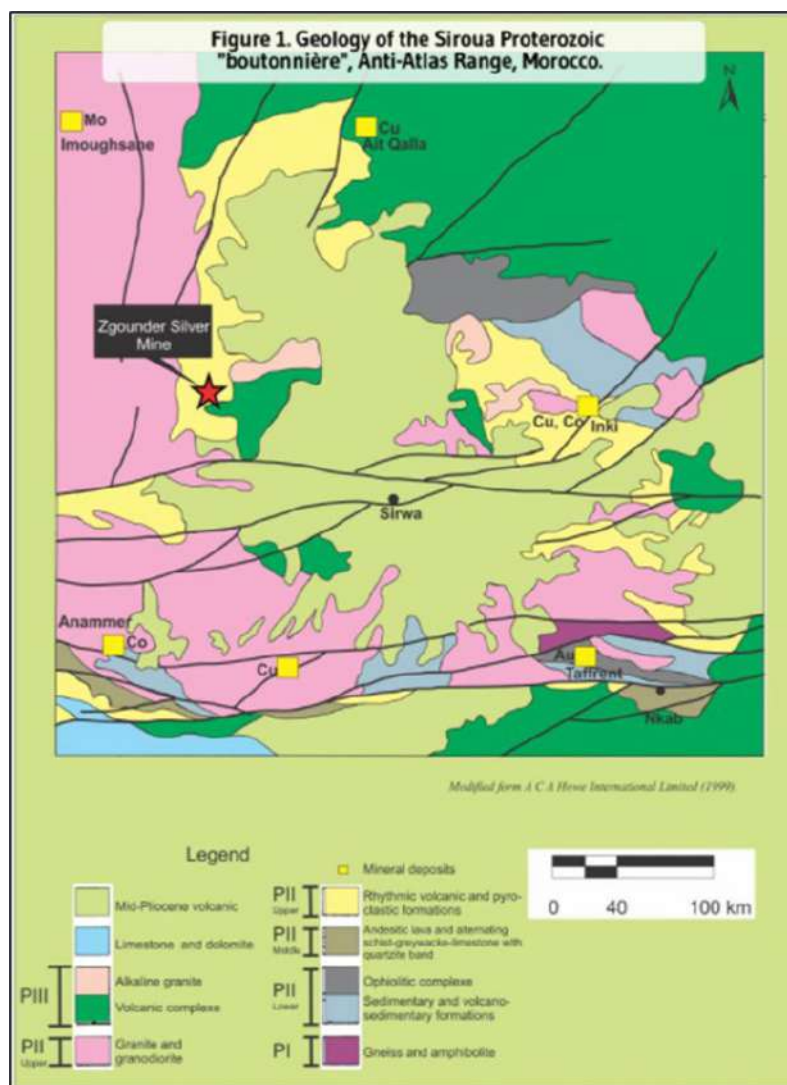 Figure 1. Geology of the Siroua Proterozoic
"boutonnière", Anti-Atlas Range, Morocco.
N
Mo
Imoughsane
Cu
Ait Qalla
Zgounder Silver
Mine
Cu, Co
Inki
Sirwa
Anammer
Co
Cu
Au
Tafirent
Nkab
Modified form A C A Howe International Limited (1999).
Legend
Mid-Pliocene volcanic
Limestone and dolomite
PIII
Alkaline granite
Volcanic complexe
PII
Upper
Granite and
granodiorite
Mineral deposits
PII
Upper
Rhythmic volcanic and pyro-
clastic formations
PII
Middle
Andesitic lava and alternating
schist-greywacke-limestone with
quartzite band
PII
Lower
Ophiolitic complex
Sedimentary and volcano-
sedimentary formations
PI
Gneiss and amphibolite
0 40 100 km